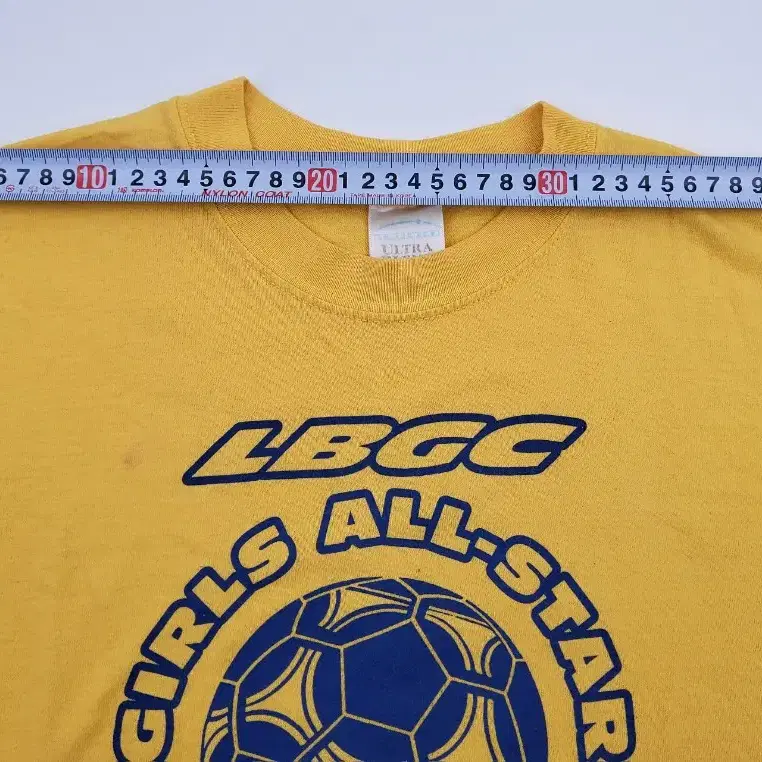 6 7 8 9 10 1 2 3 4 5 6 7 8 9 20 1 2 3 4 5 6 7 8 9 30 1 2 3 4 5 6 7 8 9
NYLON COAT
ULTRA
LBGC
GIRLS ALL-STAR